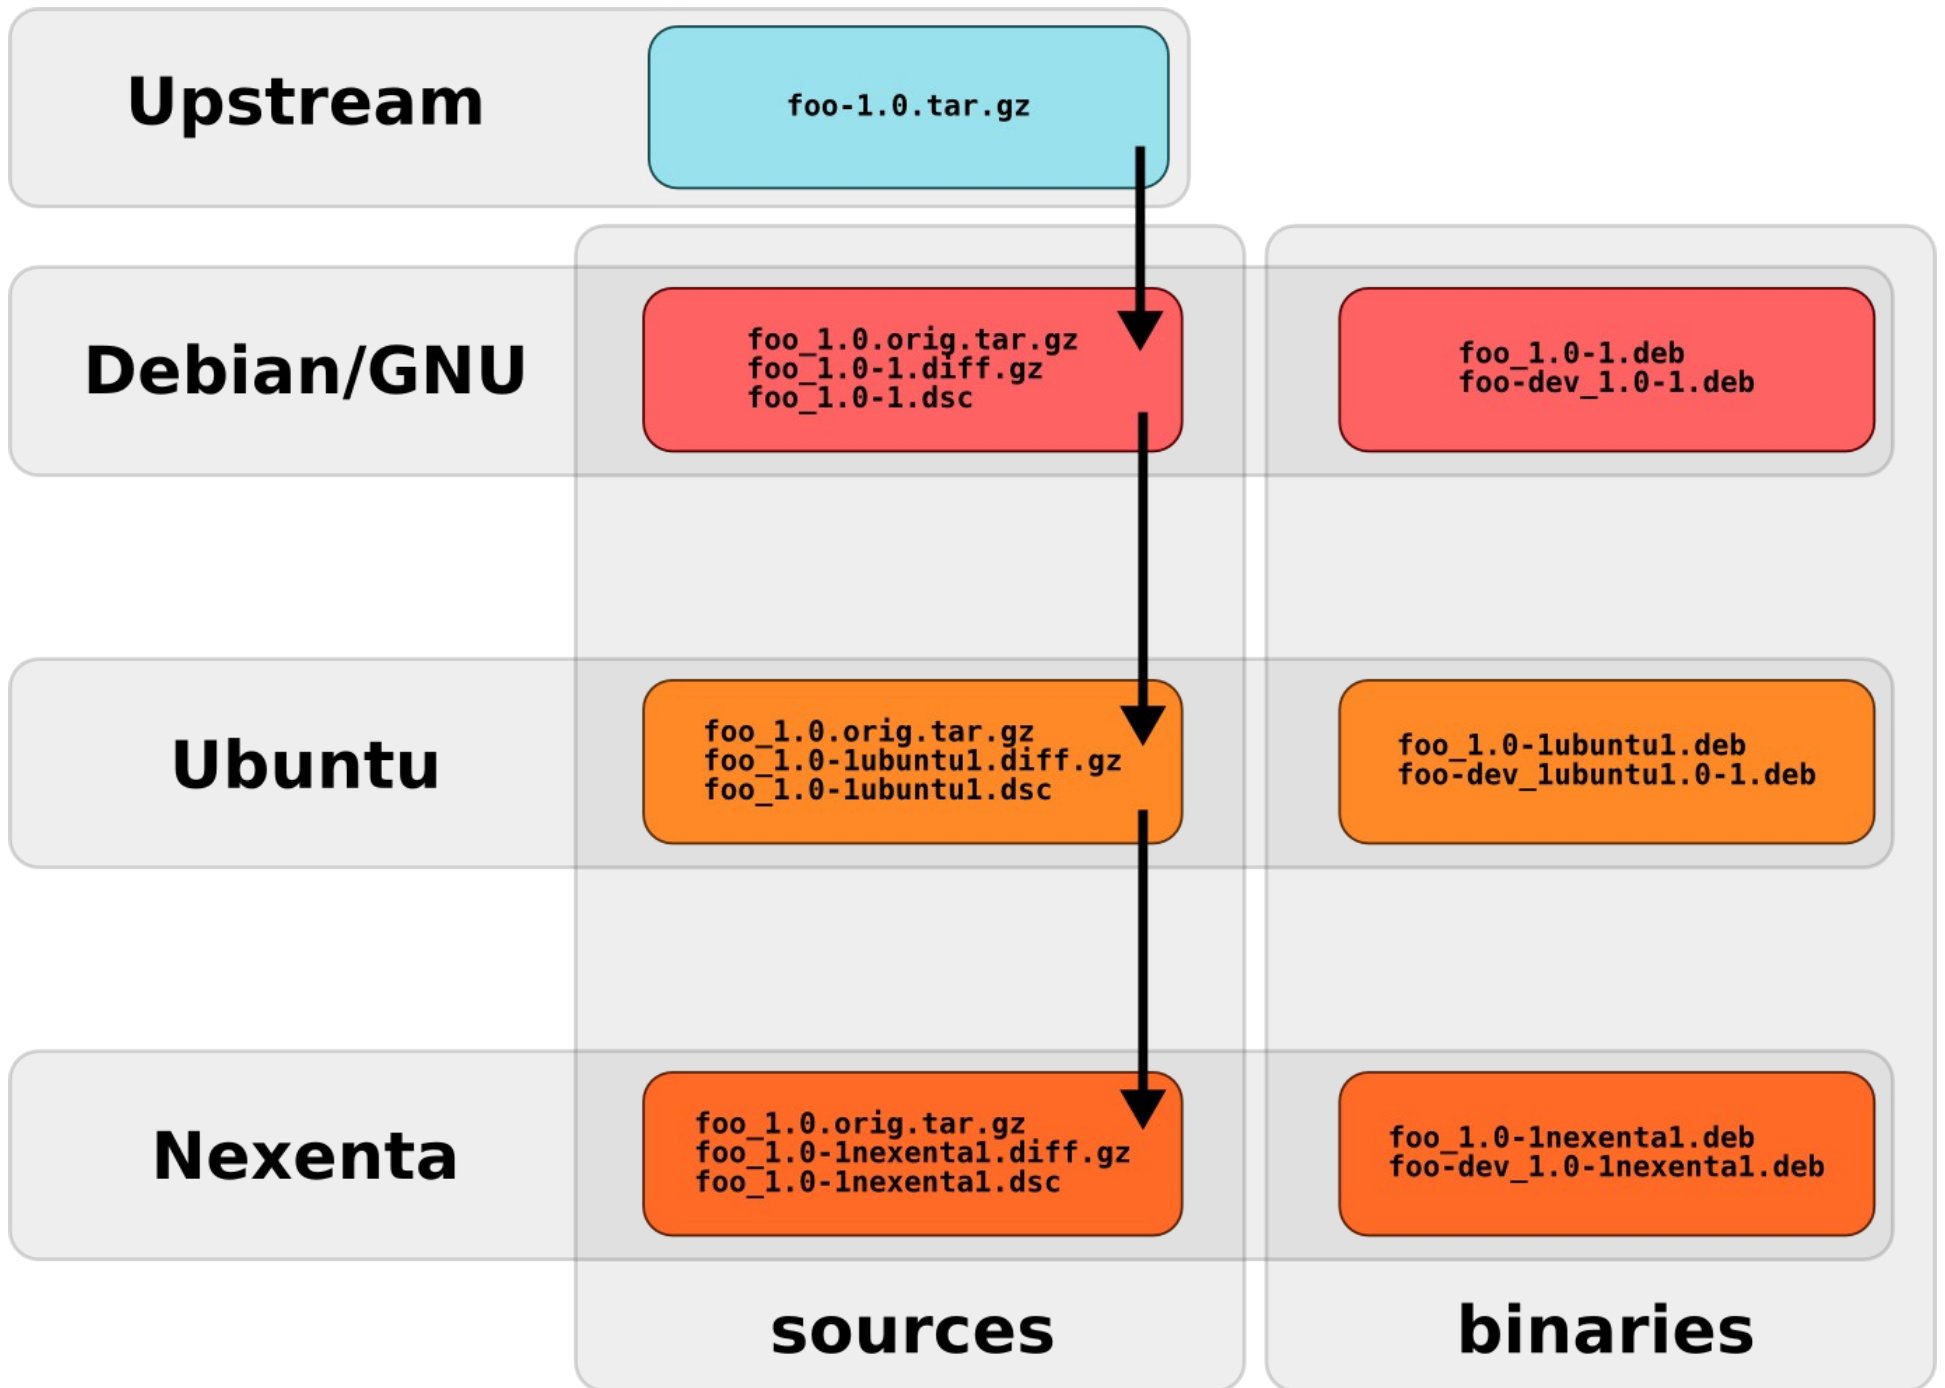 Upstream
foo-1.0.tar.gz
Debian/GNU
foo_1.0.orig.tar.gz
foo_1.0-1.diff.gz
foo_1.0-1.dsc
foo_1.0-1.deb
foo-dev_1.0-1.deb
Ubuntu
foo_1.0.orig.tar.gz
foo_1.0-1ubuntu1.diff.gz
foo_1.0-1ubuntu1.dsc
foo_1.0-1ubuntu1.deb
foo-dev_1ubuntu1.0-1.deb
Nexenta
foo_1.0.orig.tar.gz
foo_1.0-1nexenta1.diff.gz
foo_1.0-1nexenta1.dsc
foo_1.0-1nexenta1.deb
foo-dev_1.0-1nexenta1.deb
sources
binaries